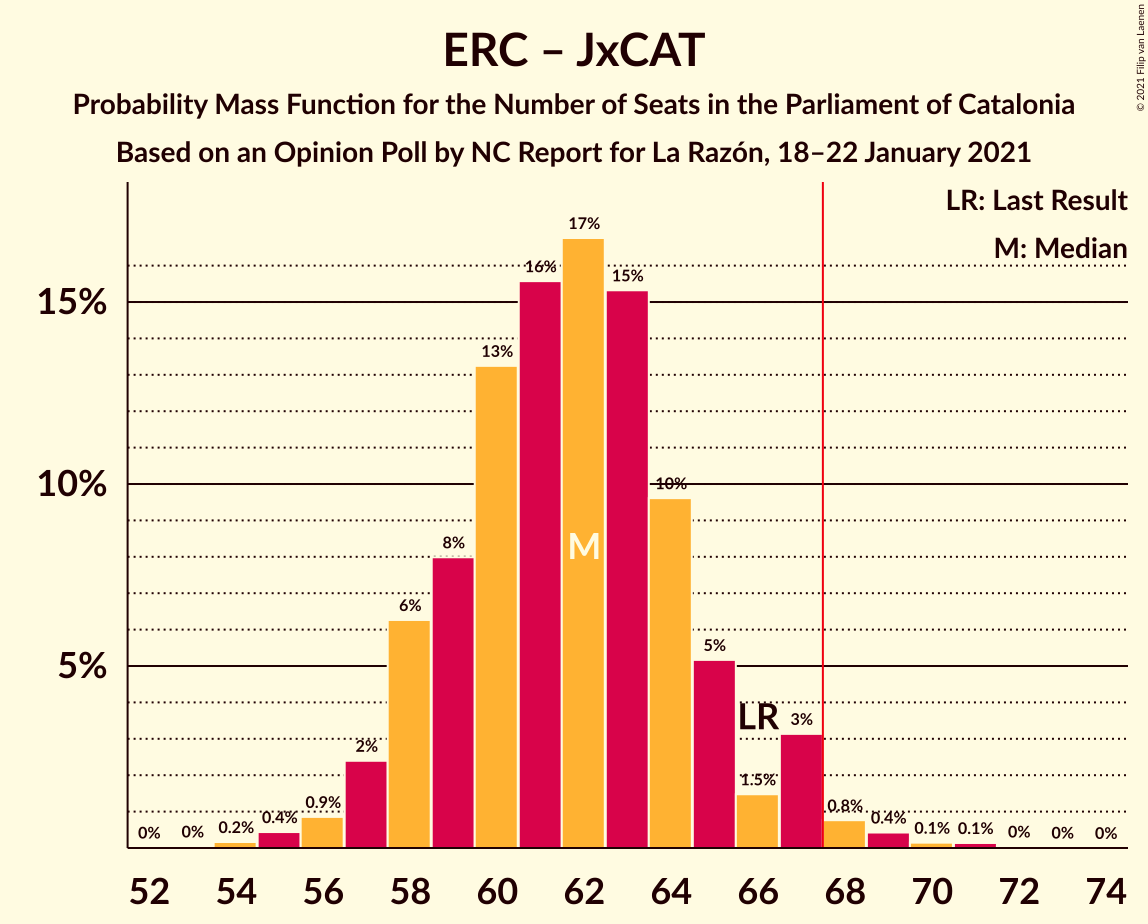 ERC – JxCAT
Probability Mass Function for the Number of Seats in the Parliament of Catalonia
Based on an Opinion Poll by NC Report for La Razón, 18–22 January 2021
© 2021 Filip van Laenen
LR: Last Result
M: Median
15%
10%
5%
0%
0%
0.2%
0.4%
0.9%
2%
6%
8%
13%
16%
17%
15%
10%
5%
1.5%
3%
0.8%
0.4%
0.1%
0.1%
0%
0%
0%
M
LR
52 54 56 58 60 62 64 66 68 70 72 74